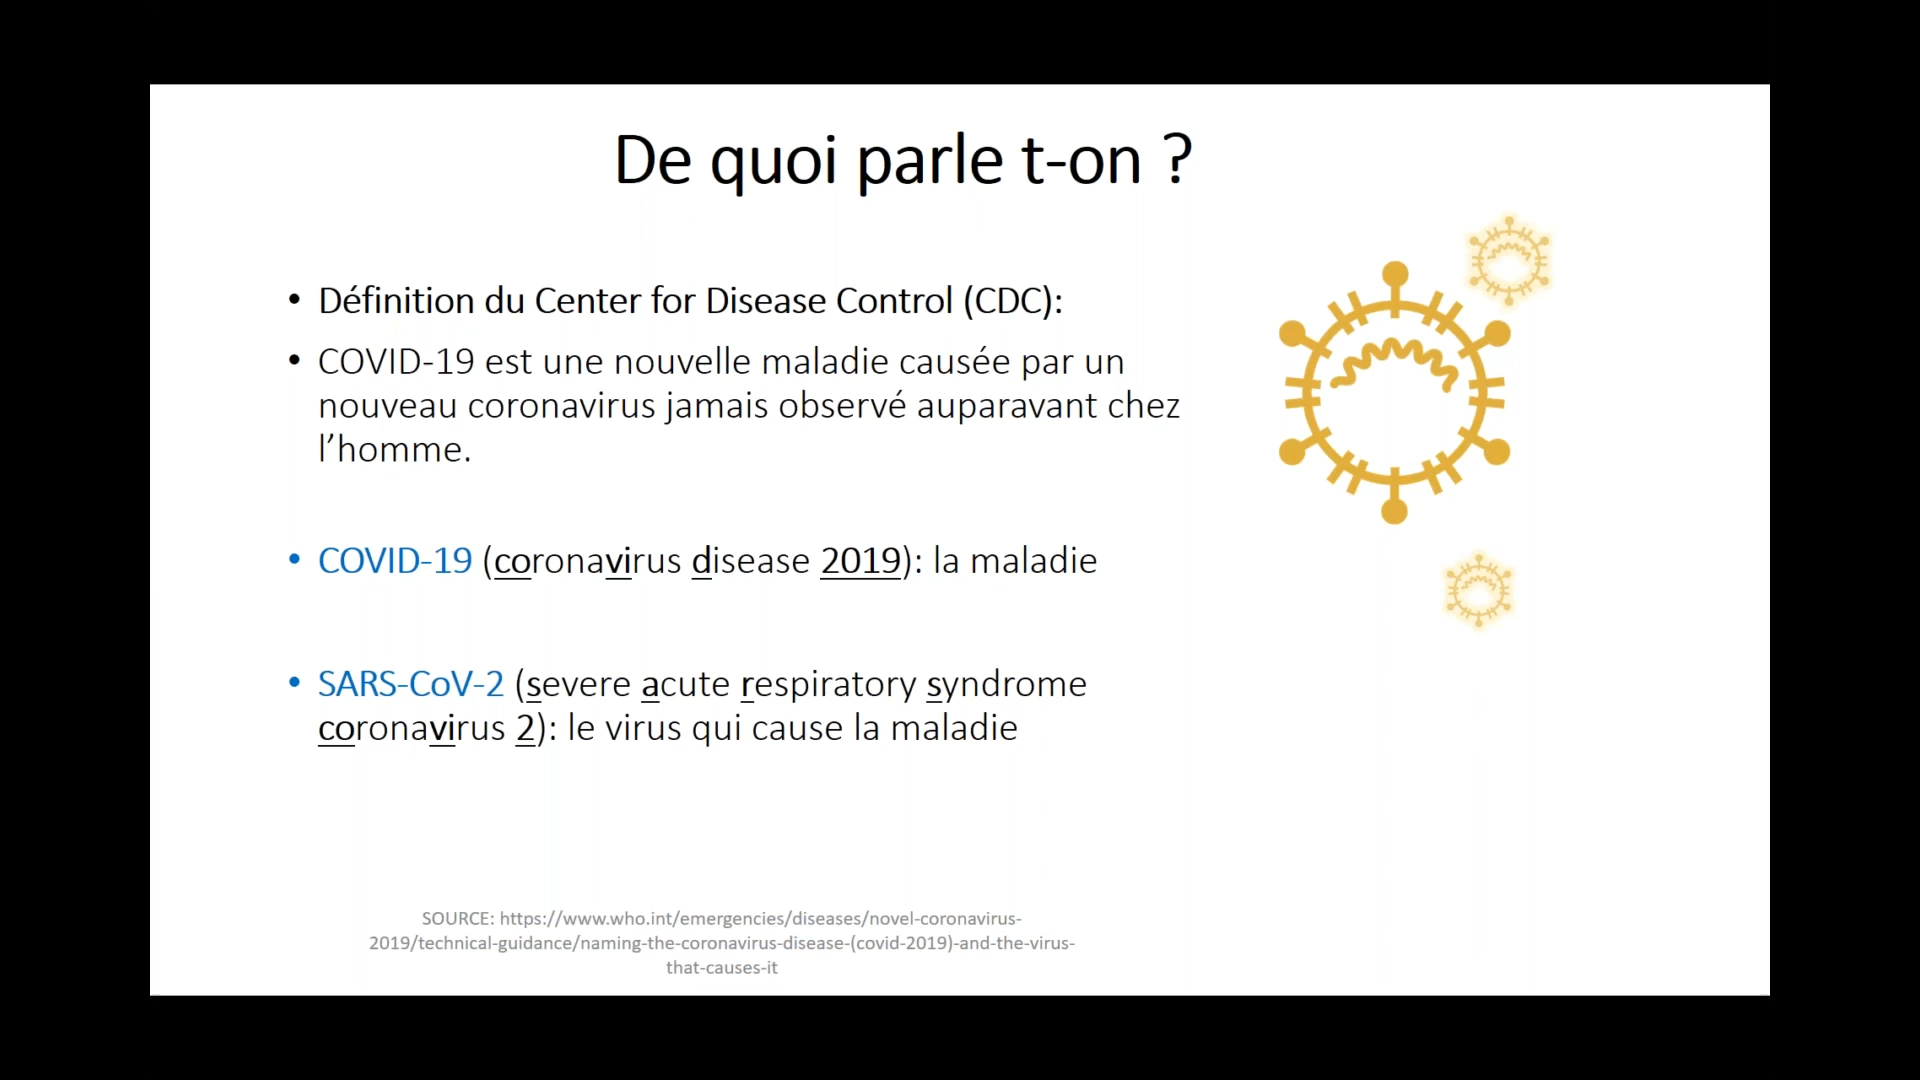 De quoi parle t-on ?
• Définition du Center for Disease Control (CDC):
• COVID-19 est une nouvelle maladie causée par un
nouveau coronavirus jamais observé auparavant chez
l’homme.
• COVID-19 (coronavirus disease 2019): la maladie
• SARS-CoV-2 (severe acute respiratory syndrome
coronavirus 2): le virus qui cause la maladie
SOURCE: https://www.who.int/emergencies/diseases/novel-coronavirus-
2019/technical-guidance/naming-the-coronavirus-disease-(covid-2019)-and-the-virus-
that-causes-it